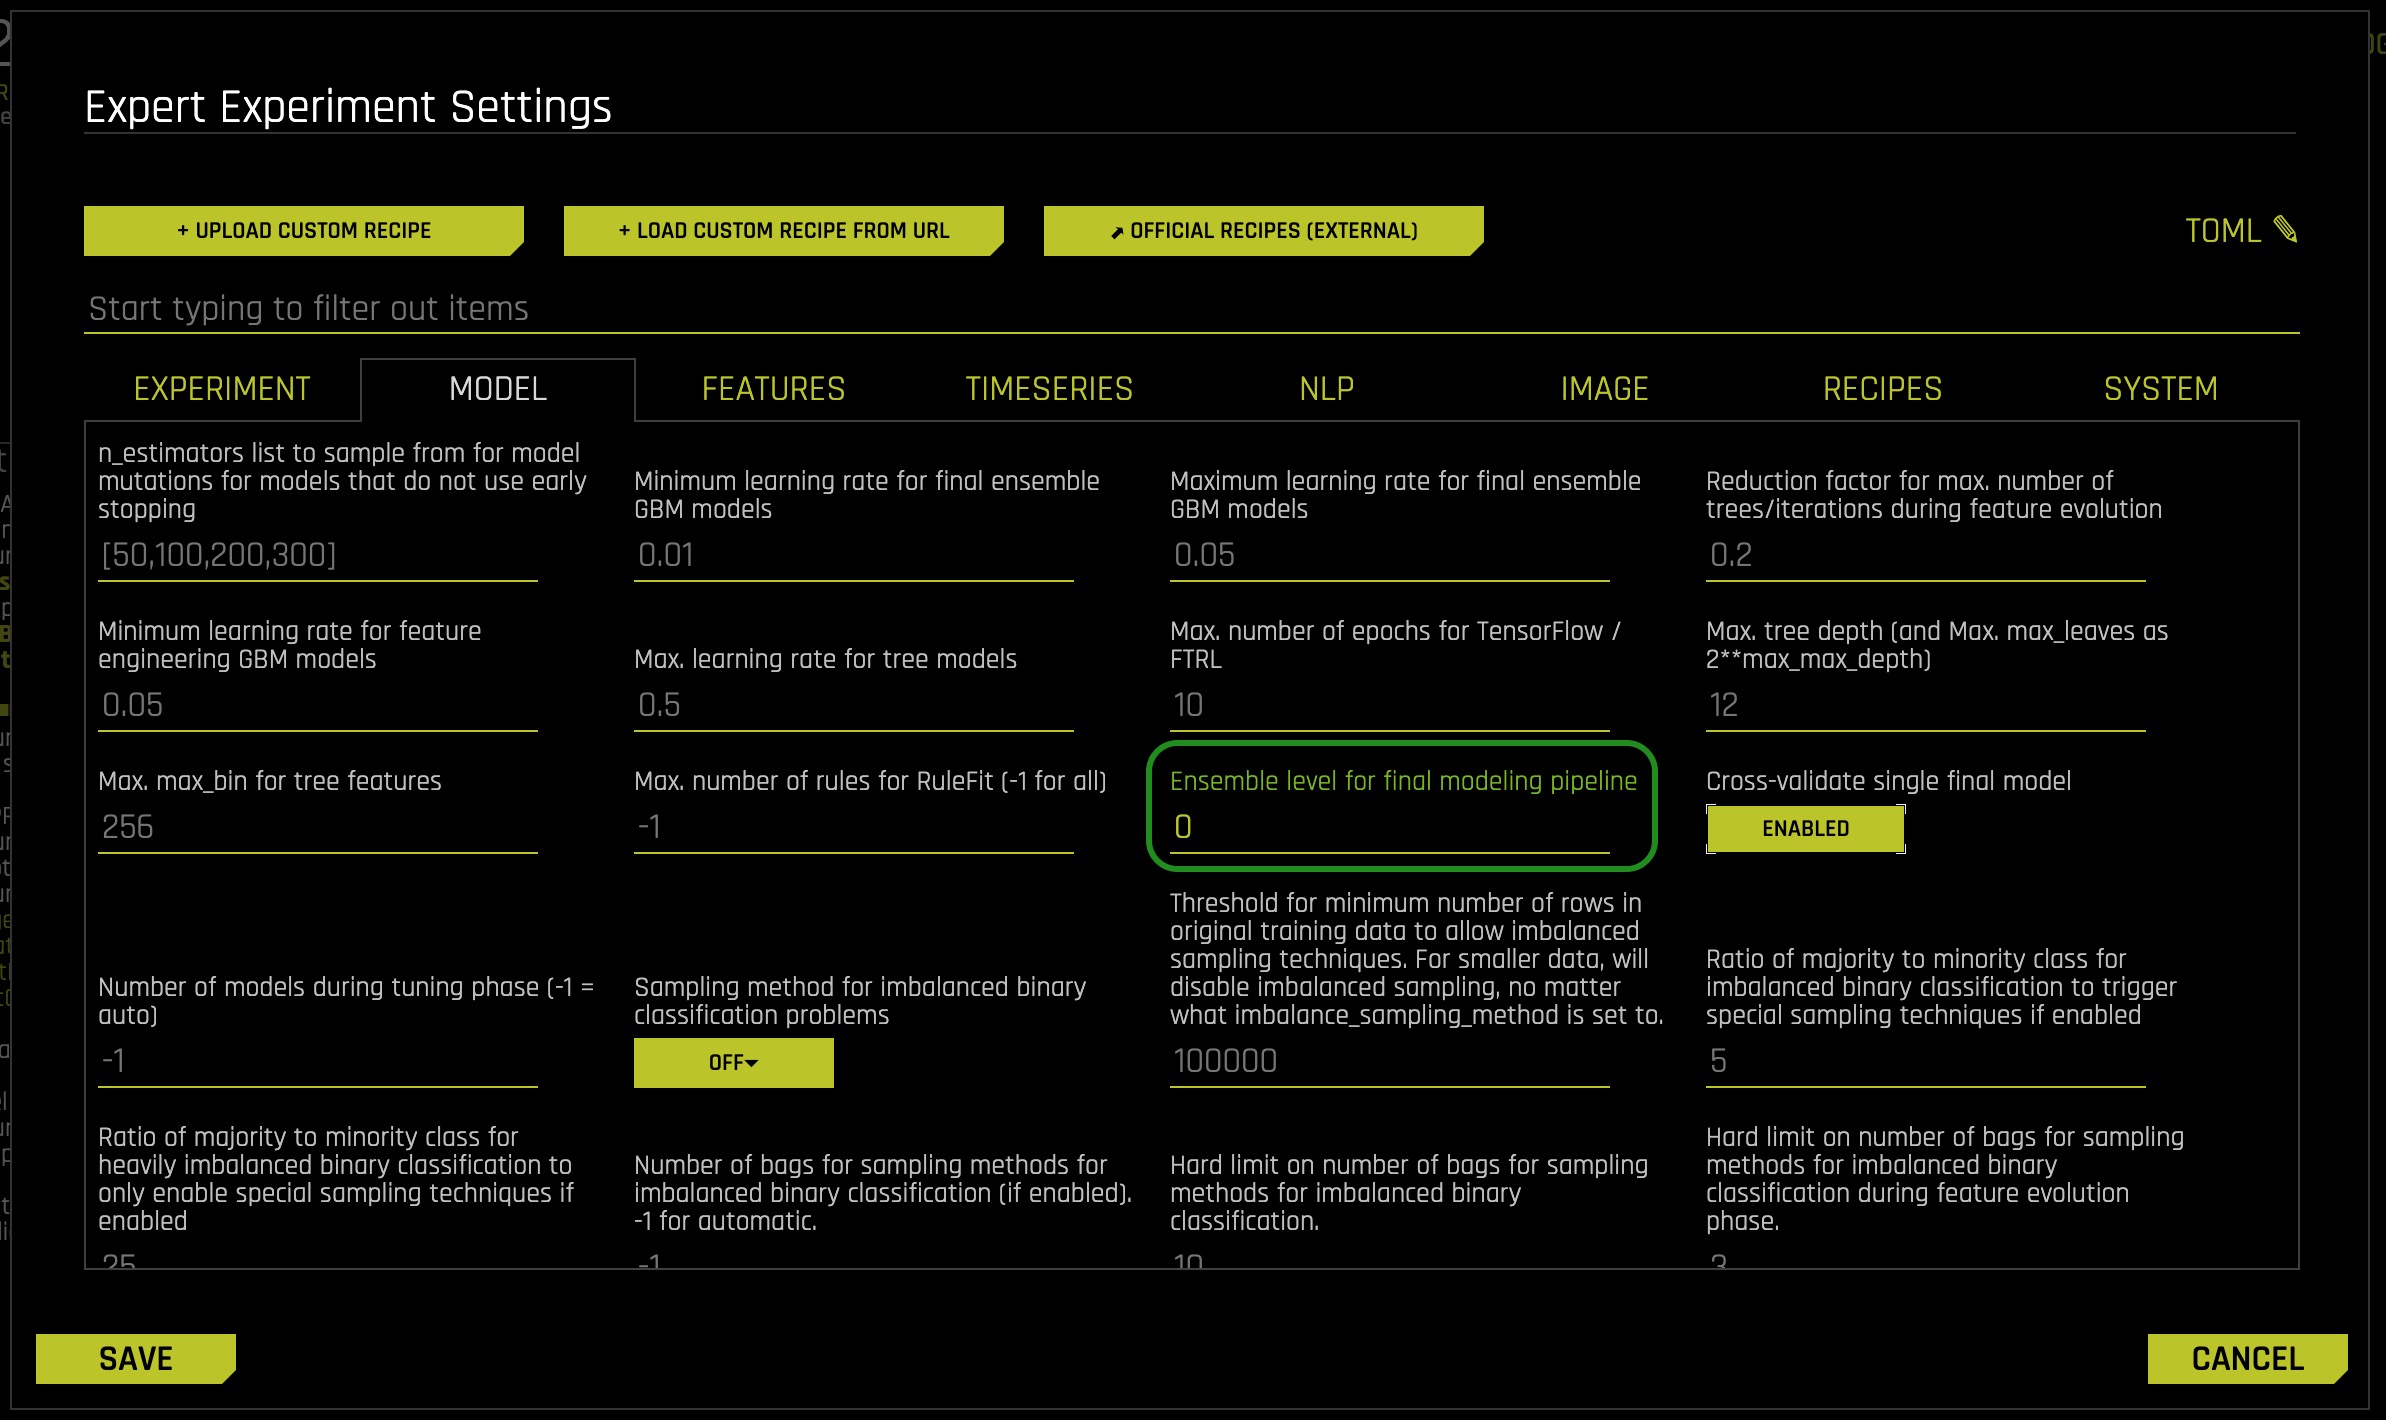 Expert Experiment Settings
+ UPLOAD CUSTOM RECIPE
+ LOAD CUSTOM RECIPE FROM URL
OFFICIAL RECIPES (EXTERNAL)
TOML
Start typing to filter out items
EXPERIMENT
MODEL
FEATURES
TIMESERIES
NLP
IMAGE
RECIPES
SYSTEM
n_estimators list to sample from for model
mutations for models that do not use early
stopping
[50,100,200,300]
Minimum learning rate for final ensemble
GBM models
0.01
Maximum learning rate for final ensemble
GBM models
0.05
Reduction factor for max. number of
trees/iterations during feature evolution
0.2
Minimum learning rate for feature
engineering GBM models
0.05
Max. learning rate for tree models
0.5
Max. number of epochs for TensorFlow /
FTRL
10
Max. tree depth (and Max. max_leaves as
2**max_max_depth)
12
Max. max_bin for tree features
256
Max. number of rules for RuleFit (-1 for all)
-1
Ensemble level for final modeling pipeline
0
Cross-validate single final model
ENABLED
Number of models during tuning phase (-1 =
auto)
-1
Sampling method for imbalanced binary
classification problems
OFF
Threshold for minimum number of rows in
original training data to allow imbalanced
sampling techniques. For smaller data, will
disable imbalanced sampling, no matter
what imbalance_sampling_method is set to.
100000
Ratio of majority to minority class for
imbalanced binary classification to trigger
special sampling techniques if enabled
5
Ratio of majority to minority class for
heavily imbalanced binary classification to
only enable special sampling techniques if
enabled
25
Number of bags for sampling methods for
imbalanced binary classification (if enabled).
-1 for automatic.
-1
Hard limit on number of bags for sampling
methods for imbalanced binary
classification.
10
Hard limit on number of bags for sampling
methods for imbalanced binary
classification during feature evolution
phase.
3
SAVE
CANCEL